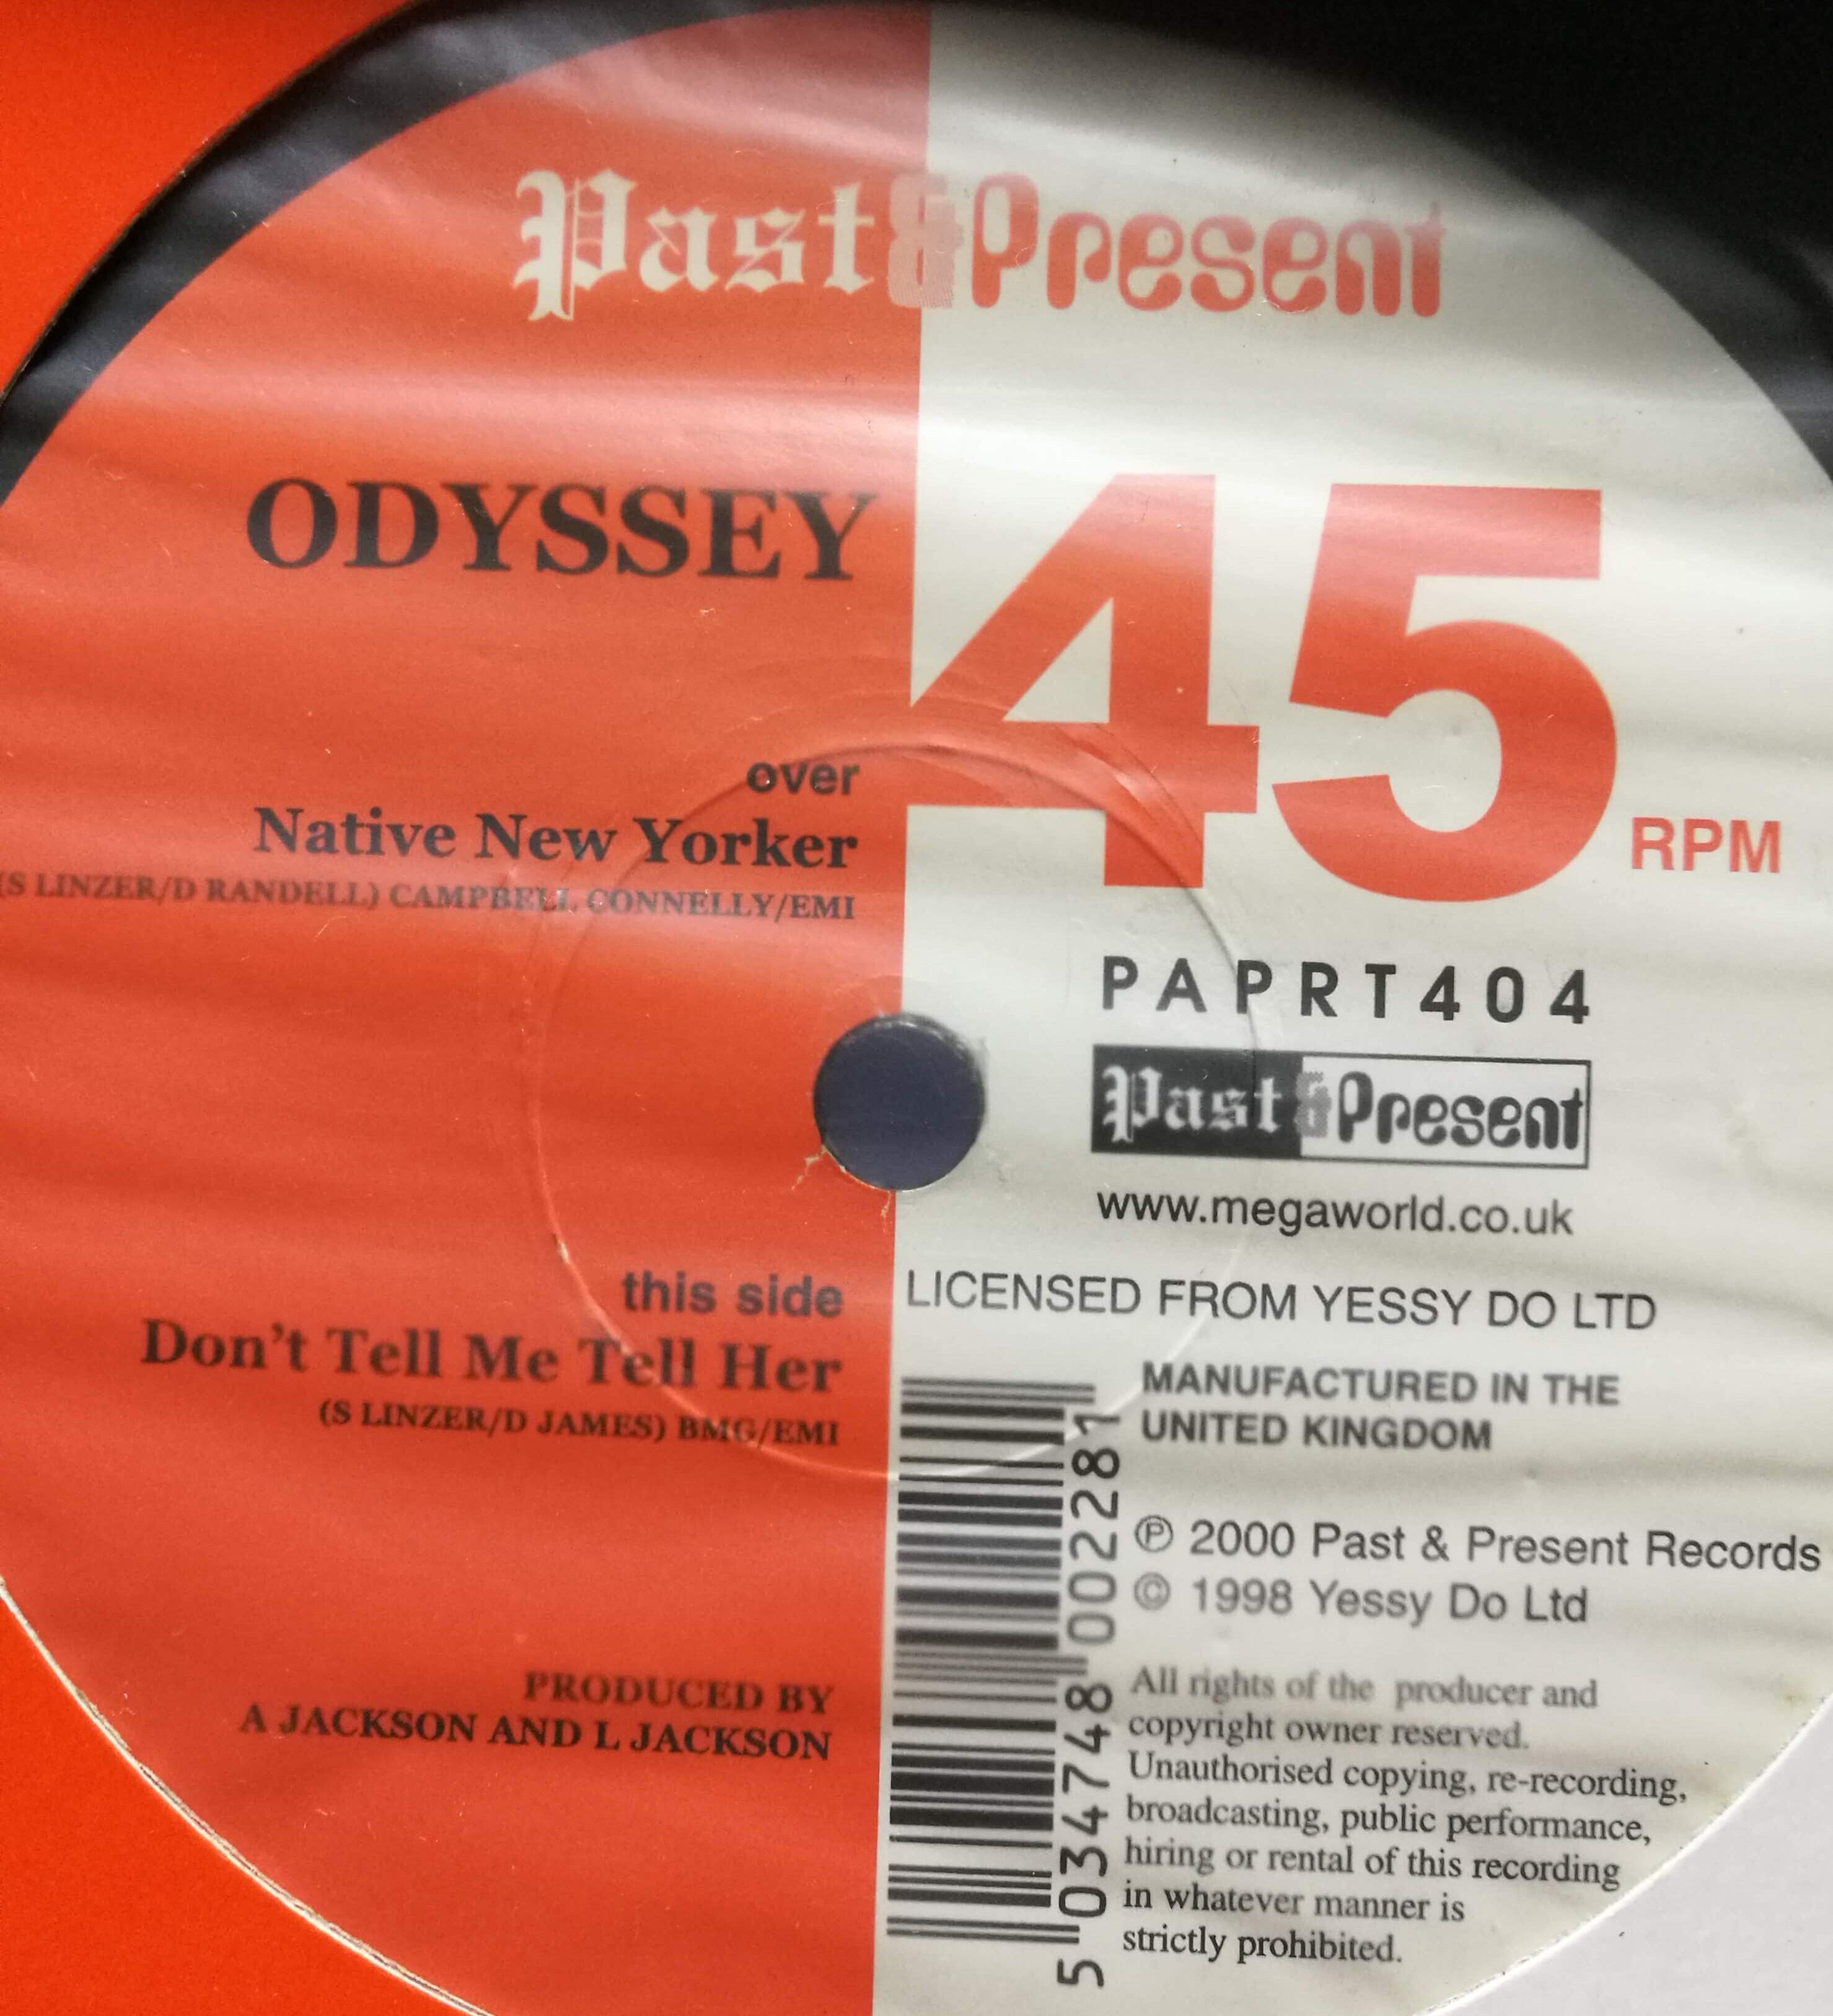 Past & Present
ODYSSEY
45 RPM
over
Native New Yorker
(S LINZER/D RANDELL) CAMPBELL CONNELLY/EMI
PAPRT404
Past & Present
www.megaworld.co.uk
this side
Don't Tell Me Tell Her
(S LINZER/D JAMES) BMG/EMI
LICENSED FROM YESSY DO LTD
MANUFACTURED IN THE
UNITED KINGDOM
5 034748 002281
℗ 2000 Past & Present Records
© 1998 Yessy Do Ltd
PRODUCED BY
A JACKSON AND L JACKSON
All rights of the producer and
copyright owner reserved.
Unauthorised copying, re-recording,
broadcasting, public performance,
hiring or rental of this recording
in whatever manner is
strictly prohibited.